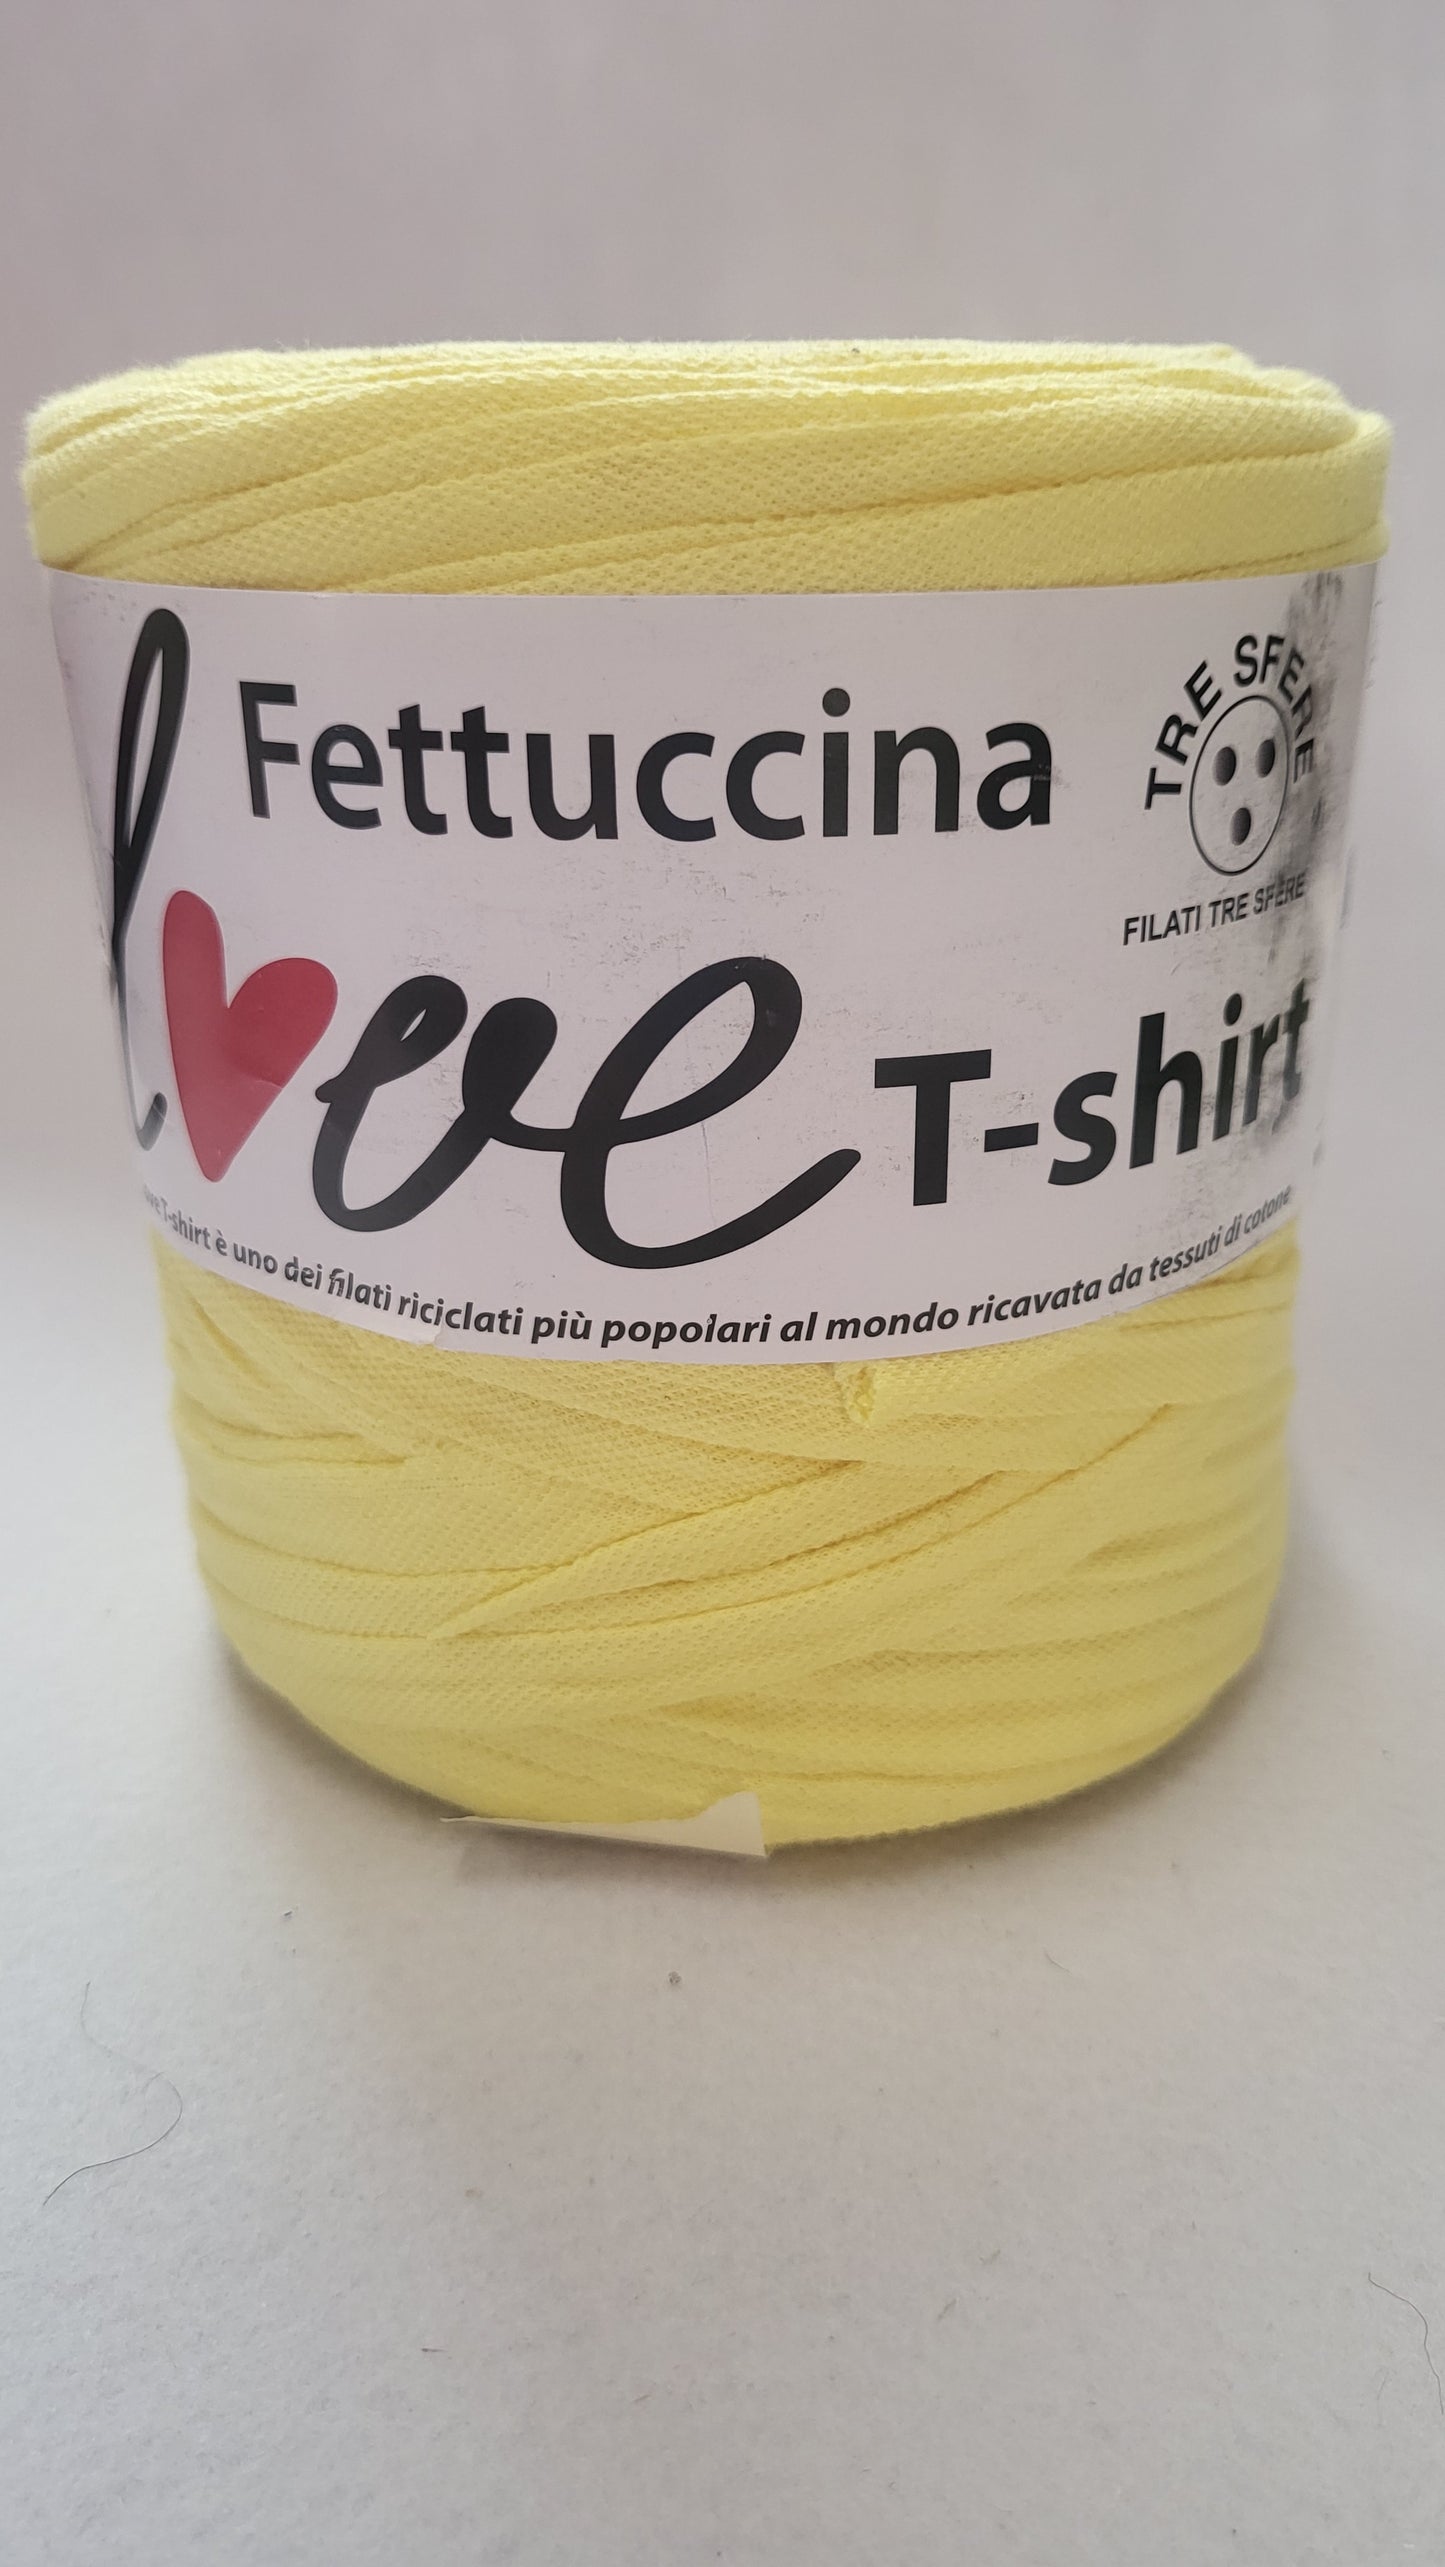 Fettuccina
love T-shirt
TRE SFERE
FILATI TRE SFERE
T-shirt è uno dei filati riciclati più popolari al mondo ricavata da tessuti di cotone